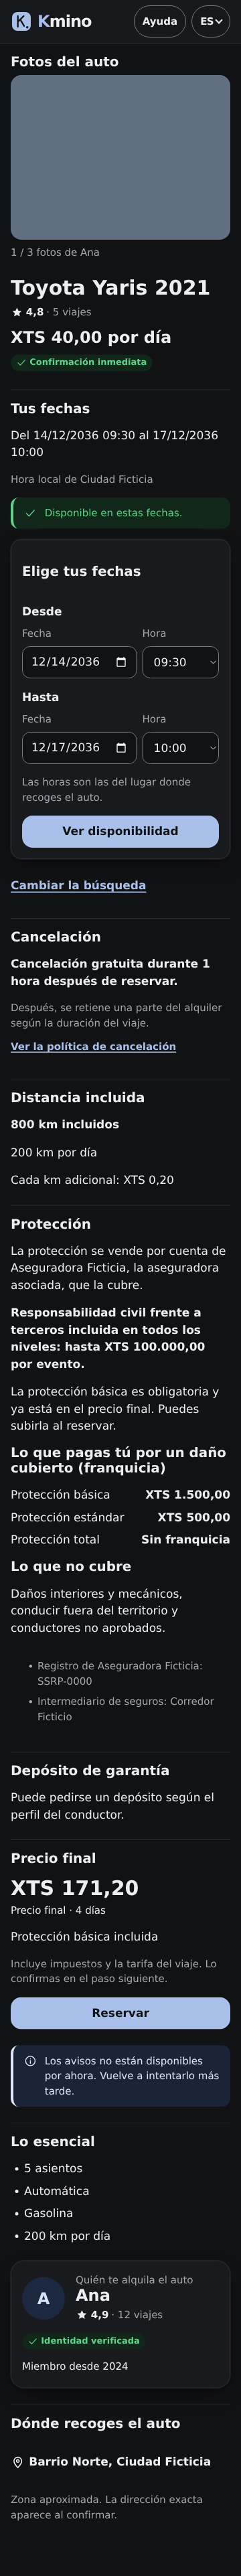 Kmino
Ayuda
ES
Fotos del auto
1 / 3 fotos de Ana
Toyota Yaris 2021
★ 4,8 · 5 viajes
XTS 40,00 por día
✓ Confirmación inmediata
Tus fechas
Del 14/12/2036 09:30 al 17/12/2036
10:00
Hora local de Ciudad Ficticia
✓ Disponible en estas fechas.
Elige tus fechas
Desde
Fecha Hora
12/14/2036 09:30
Hasta
Fecha Hora
12/17/2036 10:00
Las horas son las del lugar donde
recoges el auto.
Ver disponibilidad
Cambiar la búsqueda
Cancelación
Cancelación gratuita durante 1
hora después de reservar.
Después, se retiene una parte del alquiler
según la duración del viaje.
Ver la política de cancelación
Distancia incluida
800 km incluidos
200 km por día
Cada km adicional: XTS 0,20
Protección
La protección se vende por cuenta de
Aseguradora Ficticia, la aseguradora
asociada, que la cubre.
Responsabilidad civil frente a
terceros incluida en todos los
niveles: hasta XTS 100.000,00
por evento.
La protección básica es obligatoria y
ya está en el precio final. Puedes
subirla al reservar.
Lo que pagas tú por un daño
cubierto (franquicia)
Protección básica XTS 1.500,00
Protección estándar XTS 500,00
Protección total Sin franquicia
Lo que no cubre
Daños interiores y mecánicos,
conducir fuera del territorio y
conductores no aprobados.
• Registro de Aseguradora Ficticia:
SSRP-0000
• Intermediario de seguros: Corredor
Ficticio
Depósito de garantía
Puede pedirse un depósito según el
perfil del conductor.
Precio final
XTS 171,20
Precio final · 4 días
Protección básica incluida
Incluye impuestos y la tarifa del viaje. Lo
confirmas en el paso siguiente.
Reservar
Los avisos no están disponibles
por ahora. Vuelve a intentarlo más
tarde.
Lo esencial
• 5 asientos
• Automática
• Gasolina
• 200 km por día
A
Quién te alquila el auto
Ana
★ 4,9 · 12 viajes
✓ Identidad verificada
Miembro desde 2024
Dónde recoges el auto
Barrio Norte, Ciudad Ficticia
Zona aproximada. La dirección exacta
aparece al confirmar.